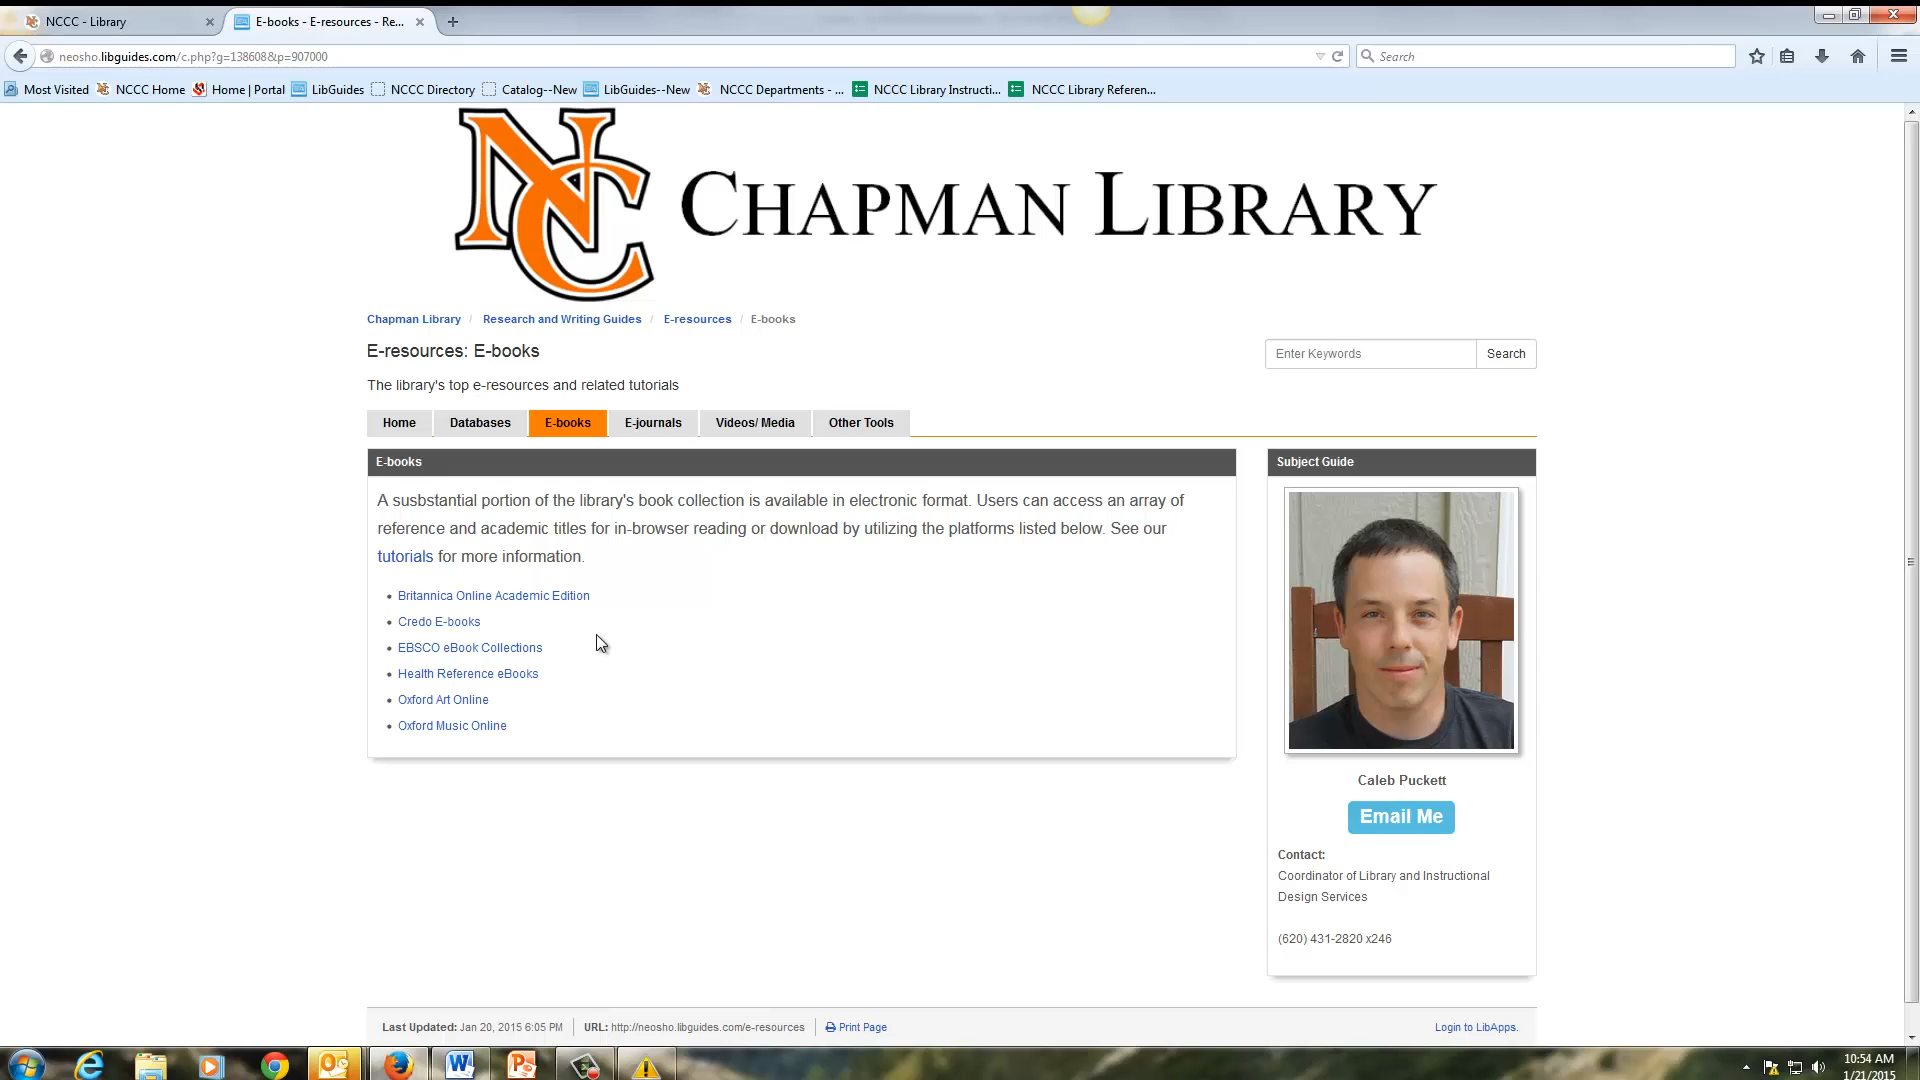 NCCC - Library
E-books - E-resources - Re...
neosho.libguides.com/c.php?g=138608&p=907000
Search
Most Visited
NCCC Home
Home | Portal
LibGuides
NCCC Directory
Catalog--New
LibGuides--New
NCCC Departments - ...
NCCC Library Instructi...
NCCC Library Referen...
NC
CHAPMAN LIBRARY
Chapman Library / Research and Writing Guides / E-resources / E-books
E-resources: E-books
Enter Keywords
Search
The library's top e-resources and related tutorials
Home
Databases
E-books
E-journals
Videos/ Media
Other Tools
E-books
A susbstantial portion of the library's book collection is available in electronic format. Users can access an array of
reference and academic titles for in-browser reading or download by utilizing the platforms listed below. See our
tutorials for more information.
Britannica Online Academic Edition
Credo E-books
EBSCO eBook Collections
Health Reference eBooks
Oxford Art Online
Oxford Music Online
Subject Guide
Caleb Puckett
Email Me
Contact:
Coordinator of Library and Instructional
Design Services
(620) 431-2820 x246
Last Updated: Jan 20, 2015 6:05 PM
URL: http://neosho.libguides.com/e-resources
Print Page
Login to LibApps.
10:54 AM
1/21/2015